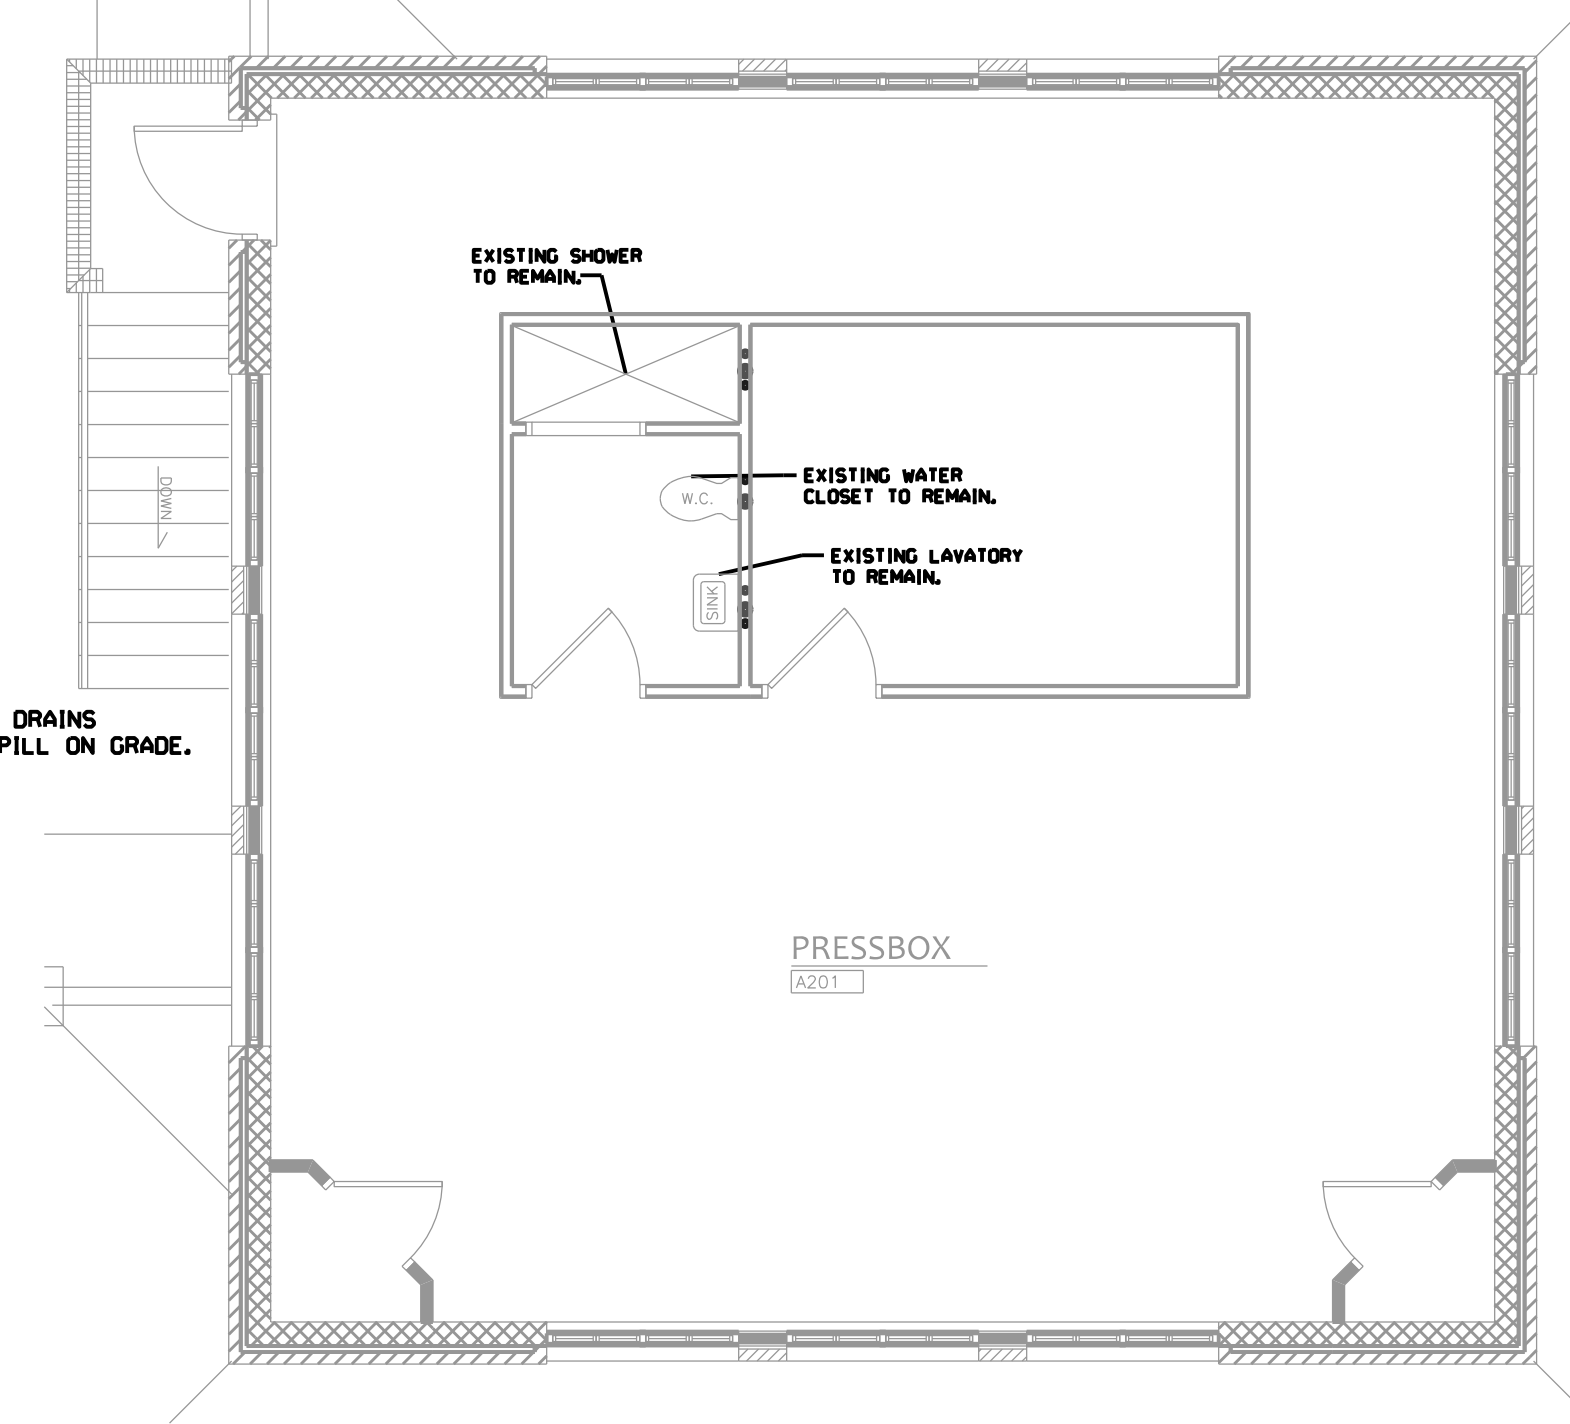 EXISTING SHOWER
TO REMAIN.
EXISTING WATER
CLOSET TO REMAIN.
W.C.
DOWN
EXISTING LAVATORY
TO REMAIN.
SINK
DRAINS
PILL ON GRADE.
PRESSBOX
A201